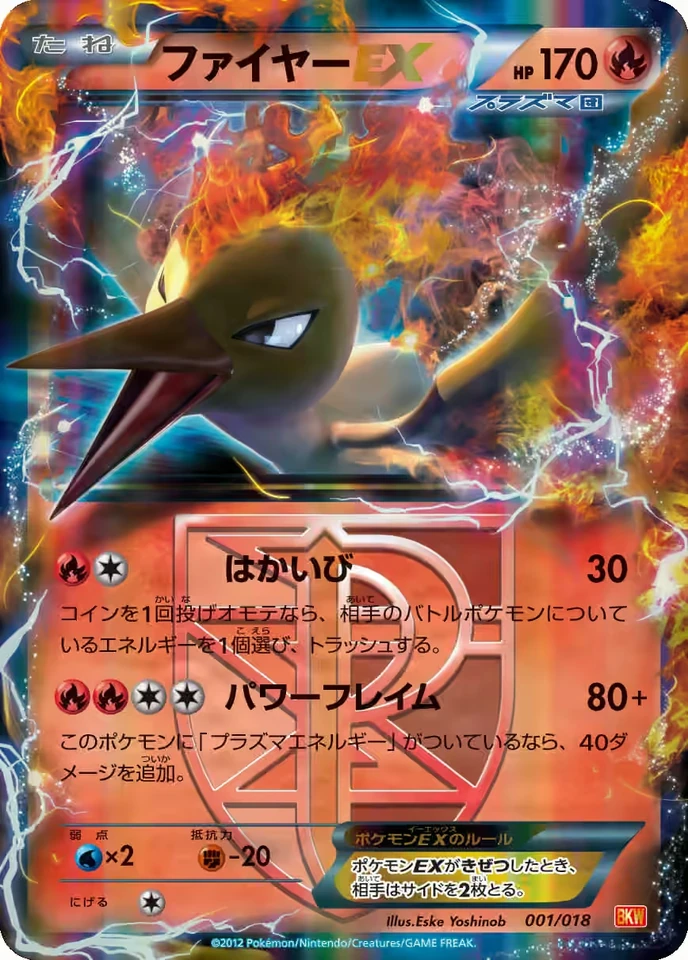 たね ファイヤーEX HP170
プラズマ団
はかいび 30
コインを1回投げオモテなら、相手のバトルポケモンについて
いるエネルギーを1個選び、トラッシュする。
パワーフレイム 80+
このポケモンに「プラズマエネルギー」がついているなら、40ダ
メージを追加。
弱点 抵抗力
×2 -20
にげる
ポケモンEXのルール
ポケモンEXがきぜつしたとき、
相手はサイドを2枚とる。
Illus.Eske Yoshinob 001/018 BKW
©2012 Pokémon/Nintendo/Creatures/GAME FREAK.